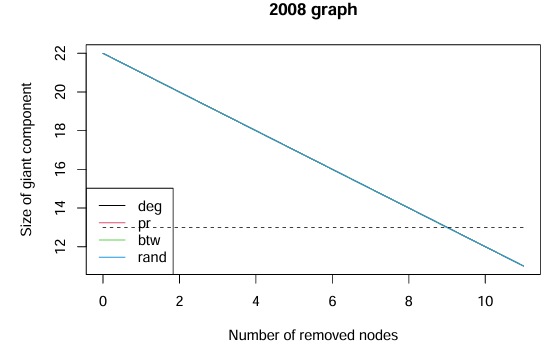 2008 graph
Size of giant component
22
20
18
16
14
12
deg
pr
btw
rand
0 2 4 6 8 10
Number of removed nodes